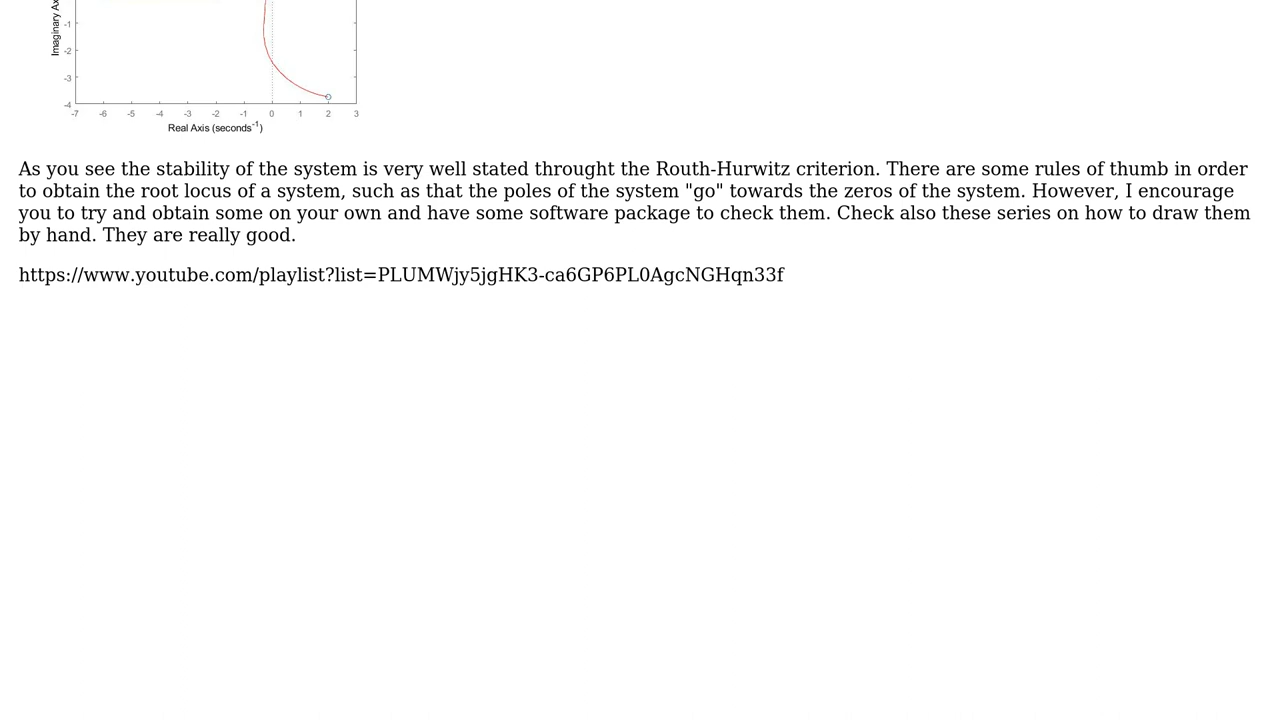 Imaginary Ax
-1
-2
-3
-4
-7 -6 -5 -4 -3 -2 -1 0 1 2 3
Real Axis (seconds⁻¹)
As you see the stability of the system is very well stated throught the Routh-Hurwitz criterion. There are some rules of thumb in order
to obtain the root locus of a system, such as that the poles of the system "go" towards the zeros of the system. However, I encourage
you to try and obtain some on your own and have some software package to check them. Check also these series on how to draw them
by hand. They are really good.
https://www.youtube.com/playlist?list=PLUMWjy5jgHK3-ca6GP6PL0AgcNGHqn33f